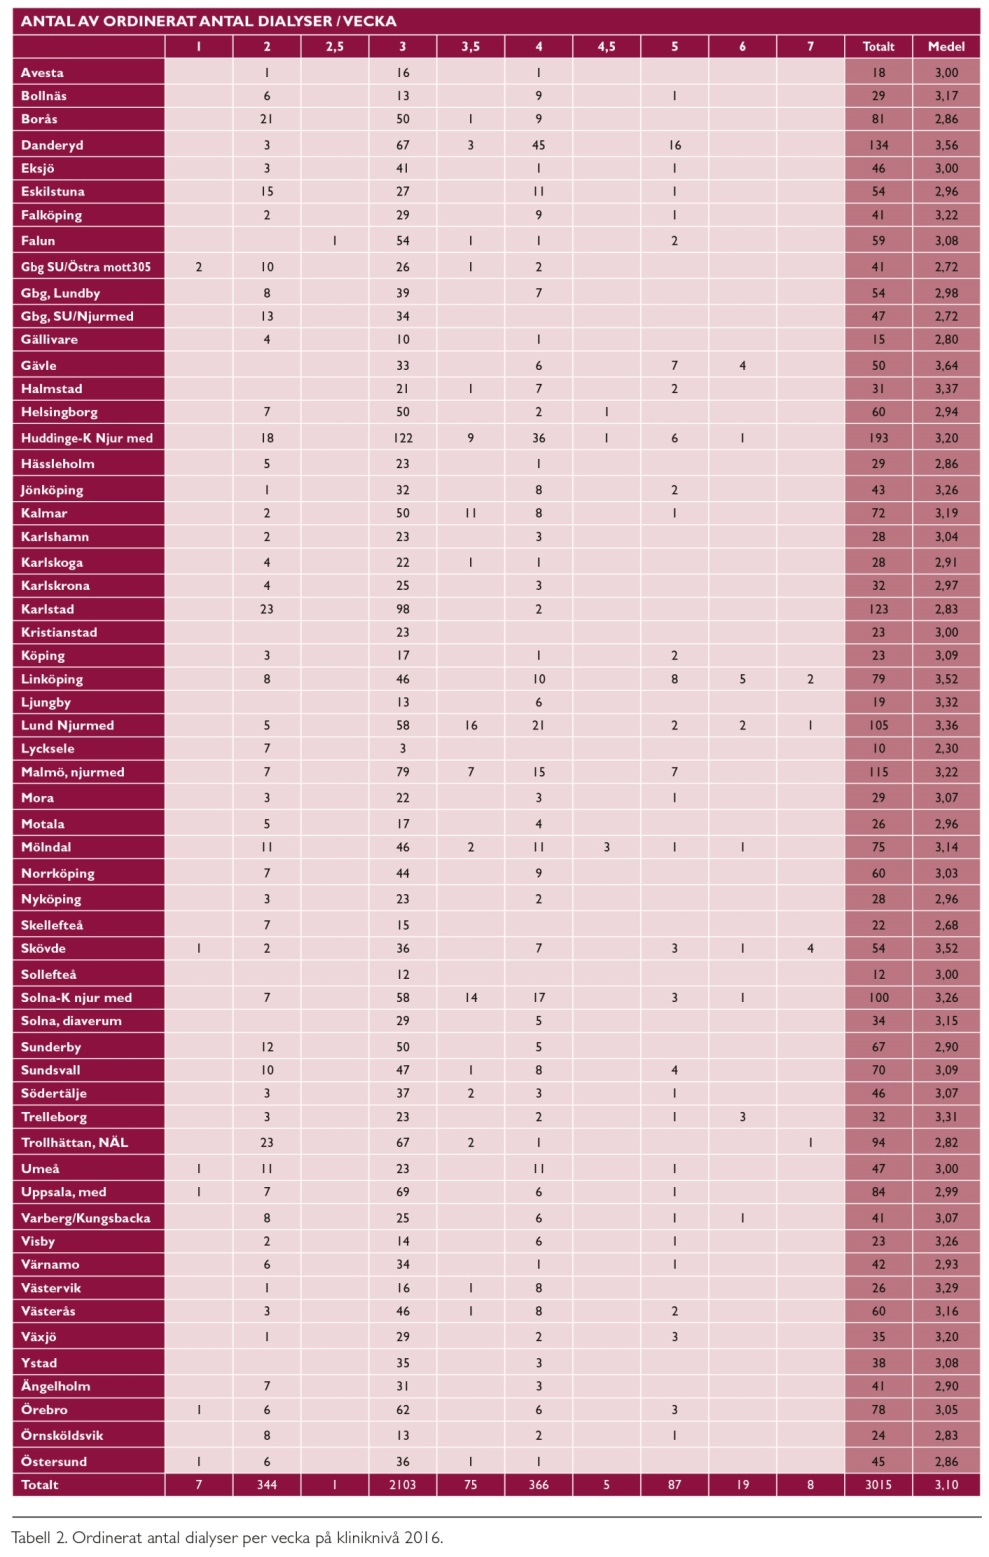 ANTAL AV ORDINERAT ANTAL DIALYSER / VECKA
1 2 2,5 3 3,5 4 4,5 5 6 7 Totalt Medel
Avesta 1 16 1 18 3,00
Bollnäs 6 13 9 1 29 3,17
Borås 21 50 1 9 81 2,86
Danderyd 3 67 3 45 16 134 3,56
Eksjö 3 41 1 1 46 3,00
Eskilstuna 15 27 11 1 54 2,96
Falköping 2 29 9 1 41 3,22
Falun 1 54 1 1 2 59 3,08
Gbg SU/Östra mott305 2 10 26 1 2 41 2,72
Gbg, Lundby 8 39 7 54 2,98
Gbg, SU/Njurmed 13 34 47 2,72
Gällivare 4 10 1 15 2,80
Gävle 33 6 7 4 50 3,64
Halmstad 21 1 7 2 31 3,37
Helsingborg 7 50 2 1 60 2,94
Huddinge-K Njur med 18 122 9 36 1 6 1 193 3,20
Hässleholm 5 23 1 29 2,86
Jönköping 1 32 8 2 43 3,26
Kalmar 2 50 11 8 1 72 3,19
Karlshamn 2 23 3 28 3,04
Karlskoga 4 22 1 1 28 2,91
Karlskrona 4 25 3 32 2,97
Karlstad 23 98 2 123 2,83
Kristianstad 23 23 3,00
Köping 3 17 1 2 23 3,09
Linköping 8 46 10 8 5 2 79 3,52
Ljungby 13 6 19 3,32
Lund Njurmed 5 58 16 21 2 2 1 105 3,36
Lycksele 7 3 10 2,30
Malmö, njurmed 7 79 7 15 7 115 3,22
Mora 3 22 3 1 29 3,07
Motala 5 17 4 26 2,96
Mölndal 11 46 2 11 3 1 1 75 3,14
Norrköping 7 44 9 60 3,03
Nyköping 3 23 2 28 2,96
Skellefteå 7 15 22 2,68
Skövde 1 2 36 7 3 1 4 54 3,52
Sollefteå 12 12 3,00
Solna-K njur med 7 58 14 17 3 1 100 3,26
Solna, diaverum 29 5 34 3,15
Sunderby 12 50 5 67 2,90
Sundsvall 10 47 1 8 4 70 3,09
Södertälje 3 37 2 3 1 46 3,07
Trelleborg 3 23 2 1 3 32 3,31
Trollhättan, NÄL 23 67 2 1 1 94 2,82
Umeå 1 11 23 11 1 47 3,00
Uppsala, med 1 7 69 6 1 84 2,99
Varberg/Kungsbacka 8 25 6 1 1 41 3,07
Visby 2 14 6 1 23 3,26
Värnamo 6 34 1 1 42 2,93
Västervik 1 16 1 8 26 3,29
Västerås 3 46 1 8 2 60 3,16
Växjö 1 29 2 3 35 3,20
Ystad 35 3 38 3,08
Ängelholm 7 31 3 41 2,90
Örebro 1 6 62 6 3 78 3,05
Örnsköldsvik 8 13 2 1 24 2,83
Östersund 1 6 36 1 1 45 2,86
Totalt 7 344 1 2103 75 366 5 87 19 8 3015 3,10
Tabell 2. Ordinerat antal dialyser per vecka på kliniknivå 2016.